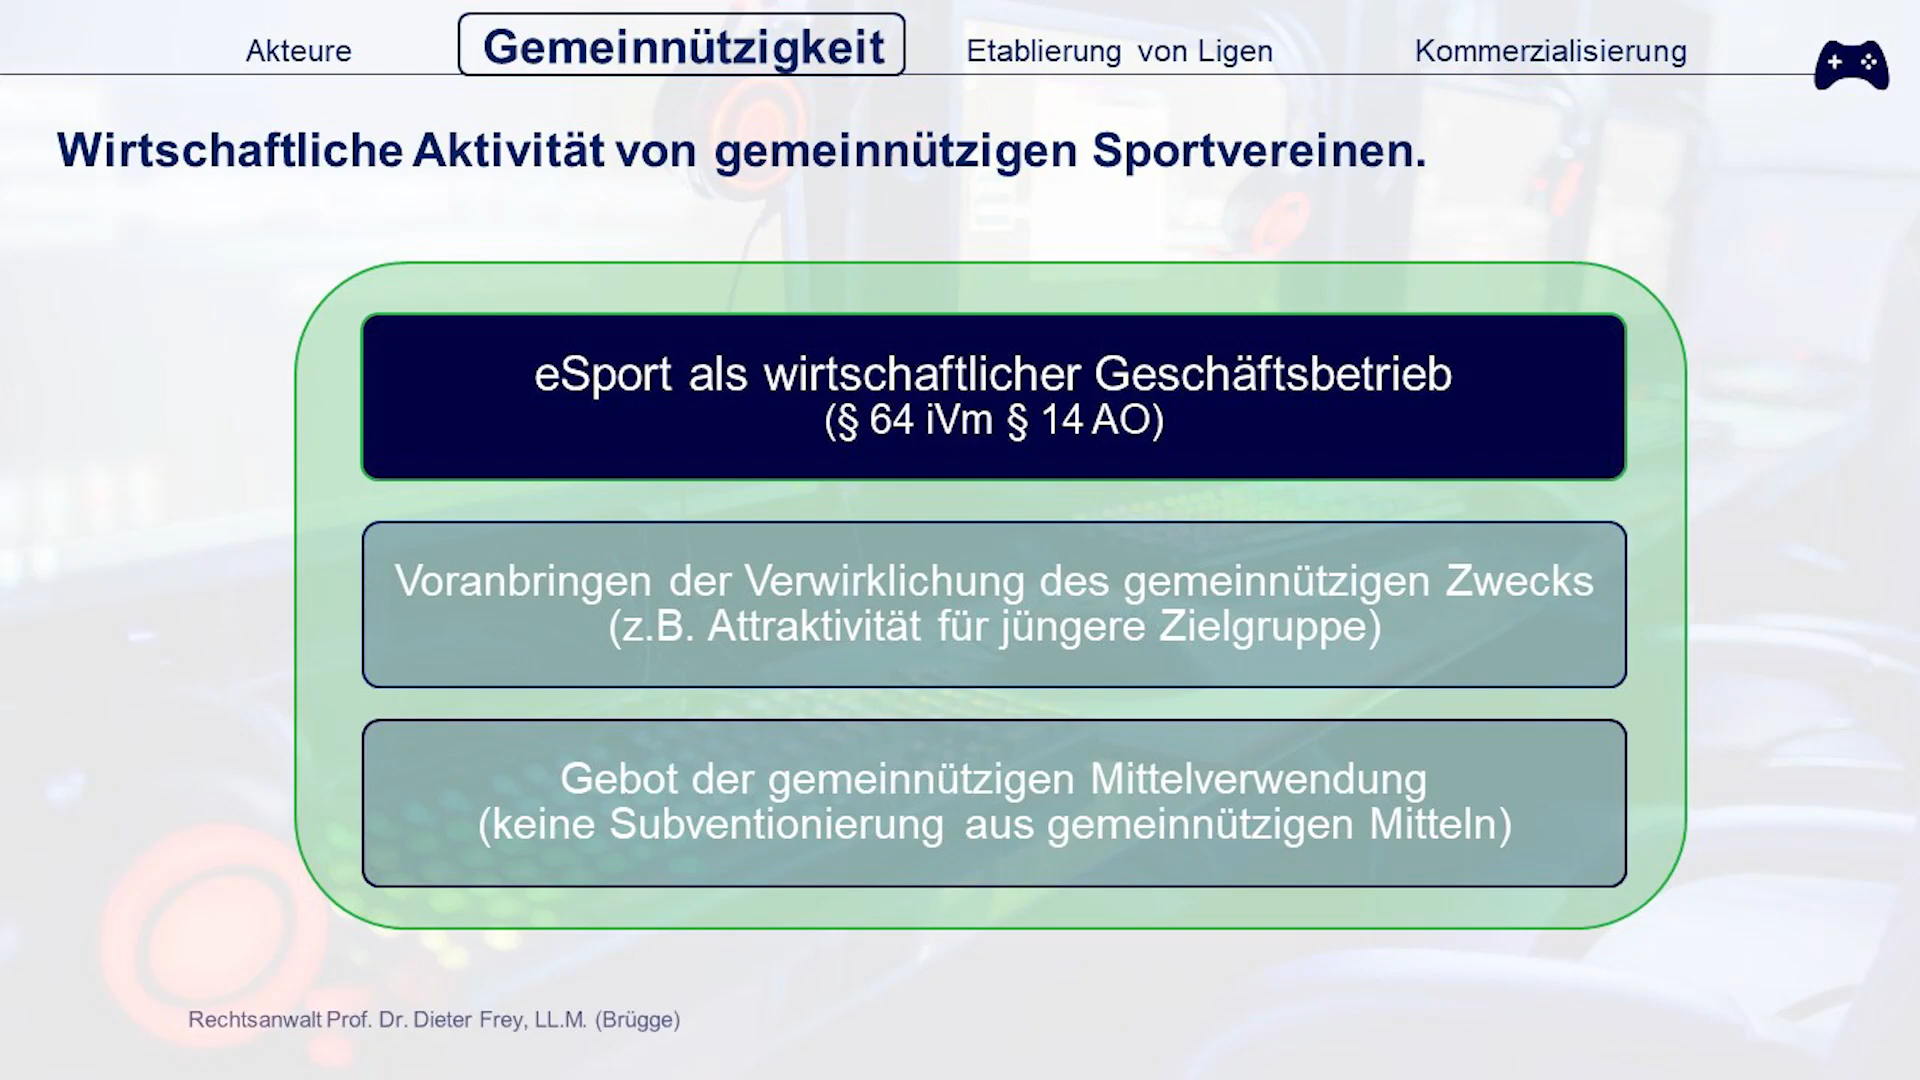 Akteure
Gemeinnützigkeit
Etablierung von Ligen
Kommerzialisierung
Wirtschaftliche Aktivität von gemeinnützigen Sportvereinen.
eSport als wirtschaftlicher Geschäftsbetrieb
(§ 64 iVm § 14 AO)
Voranbringen der Verwirklichung des gemeinnützigen Zwecks
(z.B. Attraktivität für jüngere Zielgruppe)
Gebot der gemeinnützigen Mittelverwendung
(keine Subventionierung aus gemeinnützigen Mitteln)
Rechtsanwalt Prof. Dr. Dieter Frey, LL.M. (Brügge)